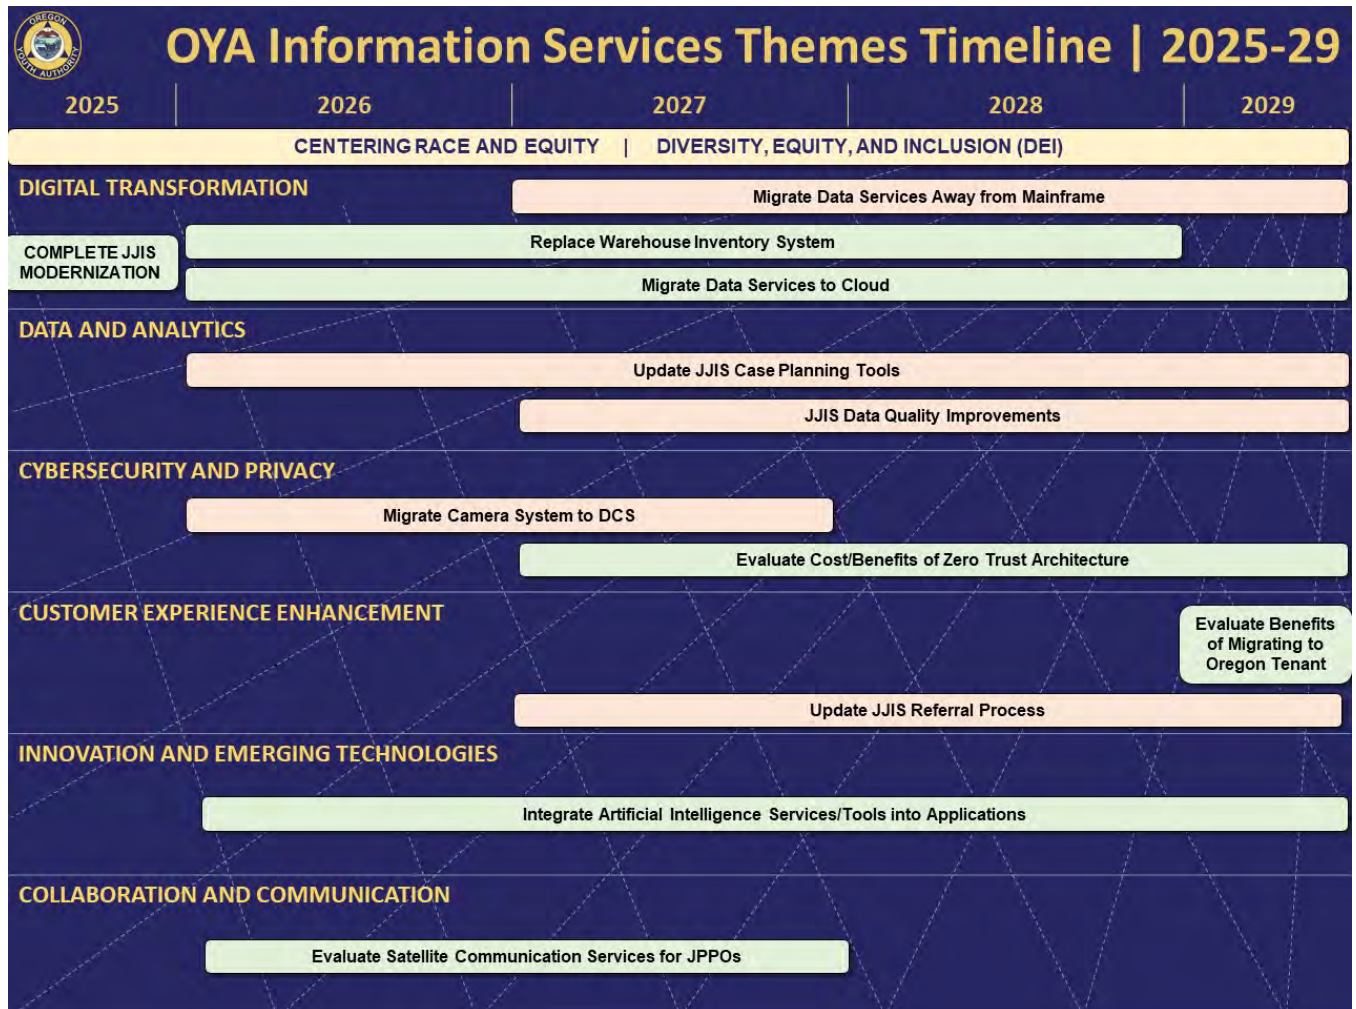 OREGON
YOUTH AUTHORITY
OYA Information Services Themes Timeline | 2025-29
2025
2026
2027
2028
2029
CENTERING RACE AND EQUITY | DIVERSITY, EQUITY, AND INCLUSION (DEI)
DIGITAL TRANSFORMATION
Migrate Data Services Away from Mainframe
COMPLETE JJIS
MODERNIZATION
Replace Warehouse Inventory System
Migrate Data Services to Cloud
DATA AND ANALYTICS
Update JJIS Case Planning Tools
JJIS Data Quality Improvements
CYBERSECURITY AND PRIVACY
Migrate Camera System to DCS
Evaluate Cost/Benefits of Zero Trust Architecture
CUSTOMER EXPERIENCE ENHANCEMENT
Evaluate Benefits
of Migrating to
Oregon Tenant
Update JJIS Referral Process
INNOVATION AND EMERGING TECHNOLOGIES
Integrate Artificial Intelligence Services/Tools into Applications
COLLABORATION AND COMMUNICATION
Evaluate Satellite Communication Services for JPPOs